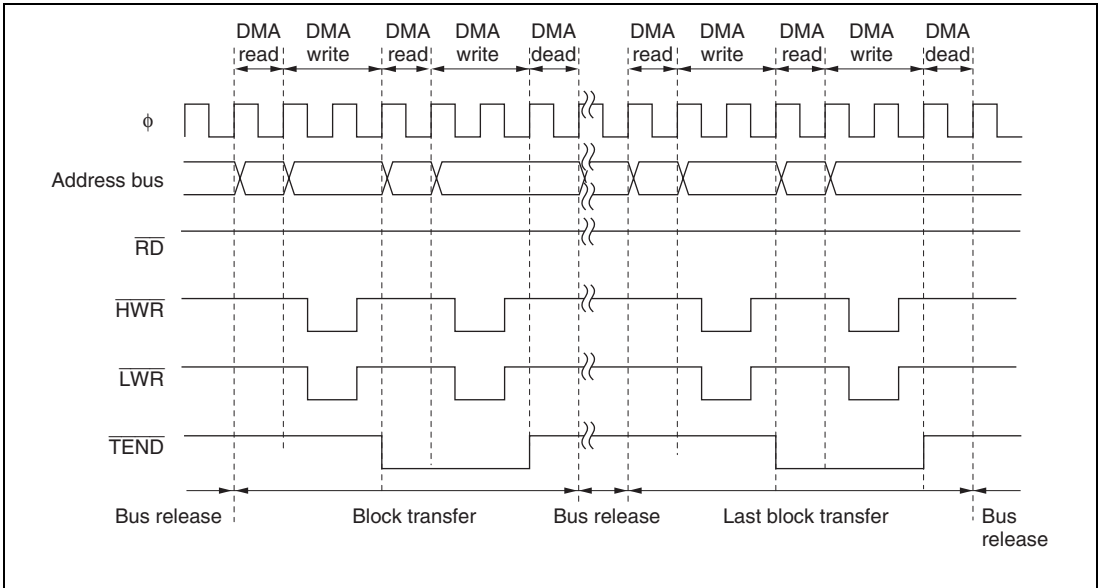 DMA read
DMA write
DMA read
DMA write
DMA dead
DMA read
DMA write
DMA read
DMA write
DMA dead
φ
Address bus
RD
HWR
LWR
TEND
Bus release
Block transfer
Bus release
Last block transfer
Bus release